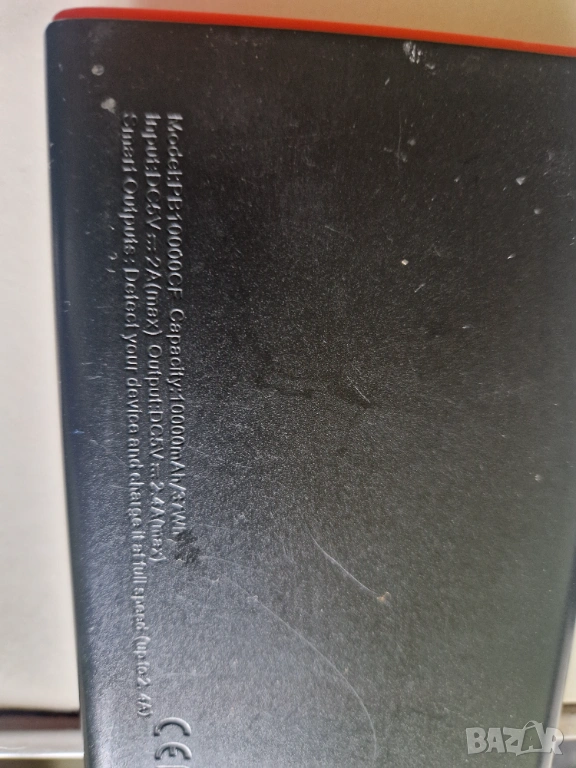 Model:PB10000CF Capacity:10000mAh/37Wh
Input:DC5V⎓2A(max) Output:DC5V⎓2.4A(max)
Smart Outputs : Detect your device and charge it at full speed (up to 2.4A)
CE
BAZAR